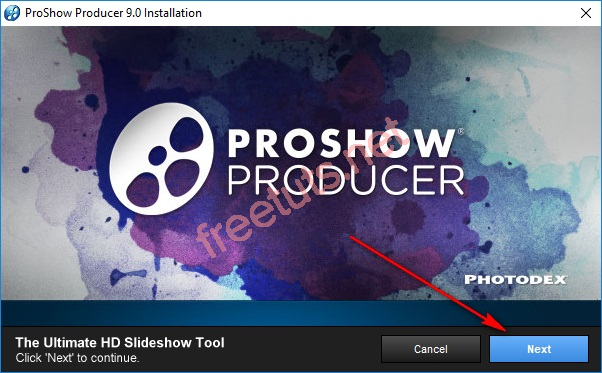 ProShow Producer 9.0 Installation
PROSHOW®
PRODUCER
freetuts.net
PHOTODEX
The Ultimate HD Slideshow Tool
Click 'Next' to continue.
Cancel
Next